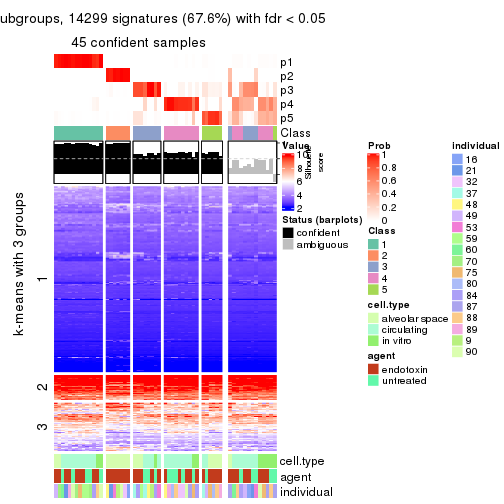 ubgroups, 14299 signatures (67.6%) with fdr < 0.05
45 confident samples
p1
p2
p3
p4
p5
Class
k-means with 3 groups
1
2
3
cell.type
agent
individual
Value
10
8
6
4
2
Silhouette
score
Status (barplots)
confident
ambiguous
Prob
1
0.8
0.6
0.4
0.2
0
Class
1
2
3
4
5
cell.type
alveolar space
circulating
in vitro
agent
endotoxin
untreated
individual
16
21
32
37
48
49
53
59
60
70
75
80
84
87
88
89
9
90